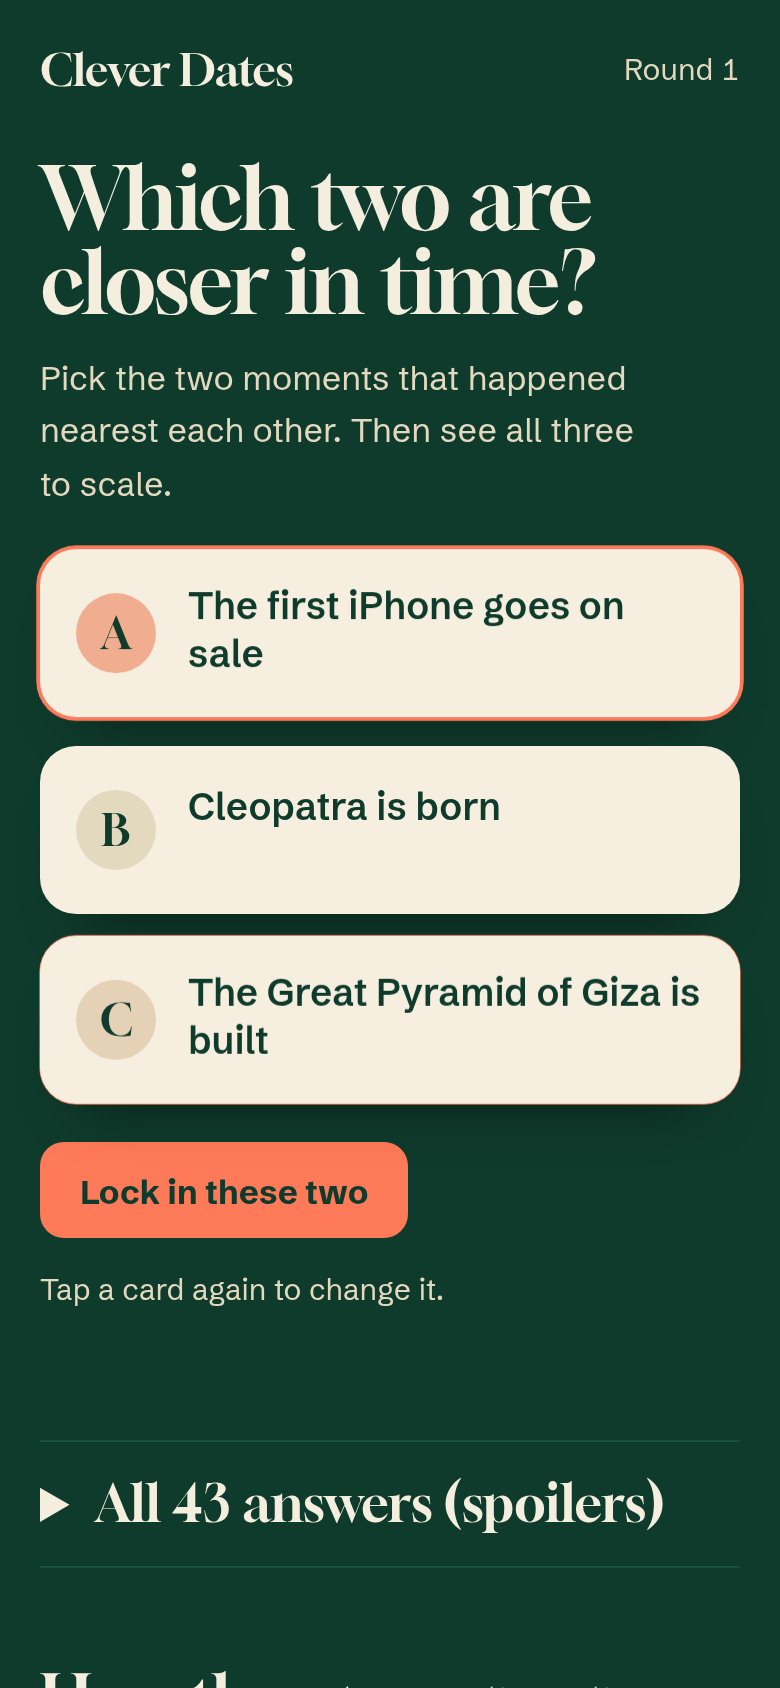 Clever Dates
Round 1
Which two are
closer in time?
Pick the two moments that happened
nearest each other. Then see all three
to scale.
A
The first iPhone goes on
sale
B
Cleopatra is born
C
The Great Pyramid of Giza is
built
Lock in these two
Tap a card again to change it.
All 43 answers (spoilers)